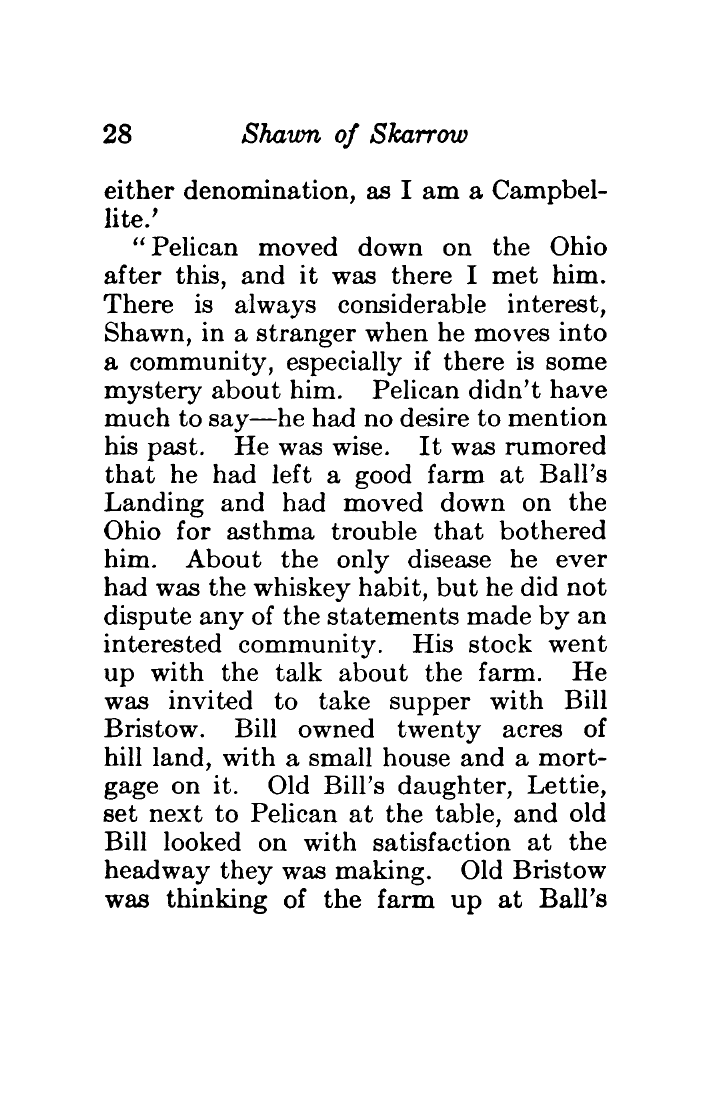 28 Shawn of Skarrow
either denomination, as I am a Campbel-
lite.’
“Pelican moved down on the Ohio
after this, and it was there I met him.
There is always considerable interest,
Shawn, in a stranger when he moves into
a community, especially if there is some
mystery about him. Pelican didn’t have
much to say—he had no desire to mention
his past. He was wise. It was rumored
that he had left a good farm at Ball’s
Landing and had moved down on the
Ohio for asthma trouble that bothered
him. About the only disease he ever
had was the whiskey habit, but he did not
dispute any of the statements made by an
interested community. His stock went
up with the talk about the farm. He
was invited to take supper with Bill
Bristow. Bill owned twenty acres of
hill land, with a small house and a mort-
gage on it. Old Bill’s daughter, Lettie,
set next to Pelican at the table, and old
Bill looked on with satisfaction at the
headway they was making. Old Bristow
was thinking of the farm up at Ball’s